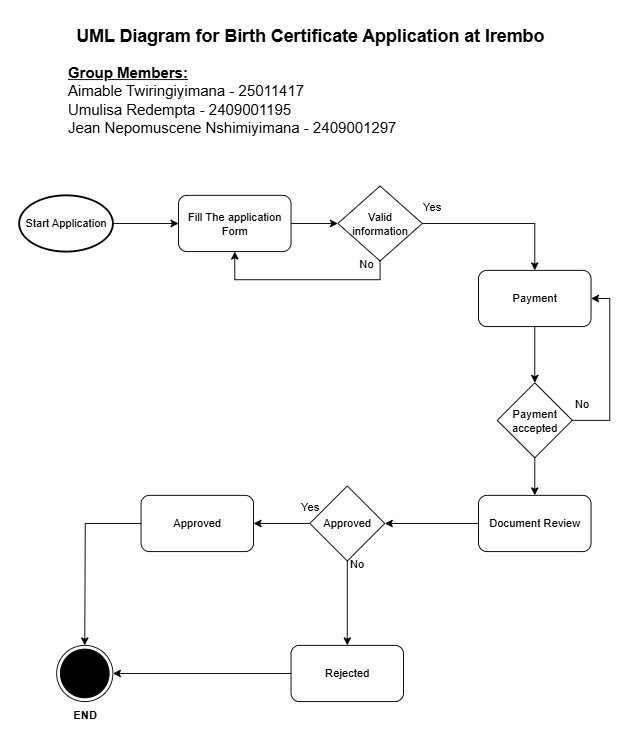 UML Diagram for Birth Certificate Application at Irembo
Group Members:
Aimable Twiringiyimana - 25011417
Umulisa Redempta - 2409001195
Jean Nepomuscene Nshimiyimana - 2409001297
Start Application
Fill The application
Form
Valid
information
Yes
No
Payment
Payment
accepted
No
Document Review
Approved
Yes
No
Approved
Rejected
END